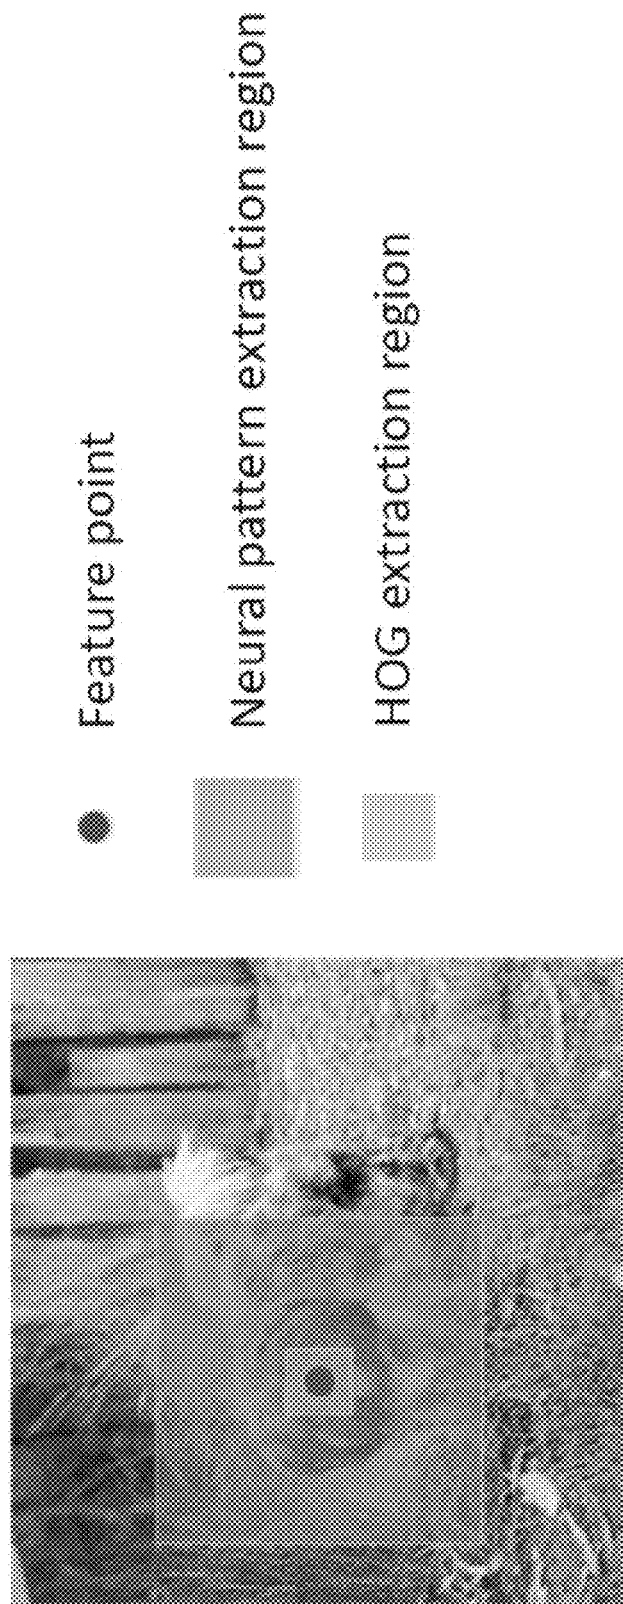 Feature point
Neural pattern extraction region
HOG extraction region